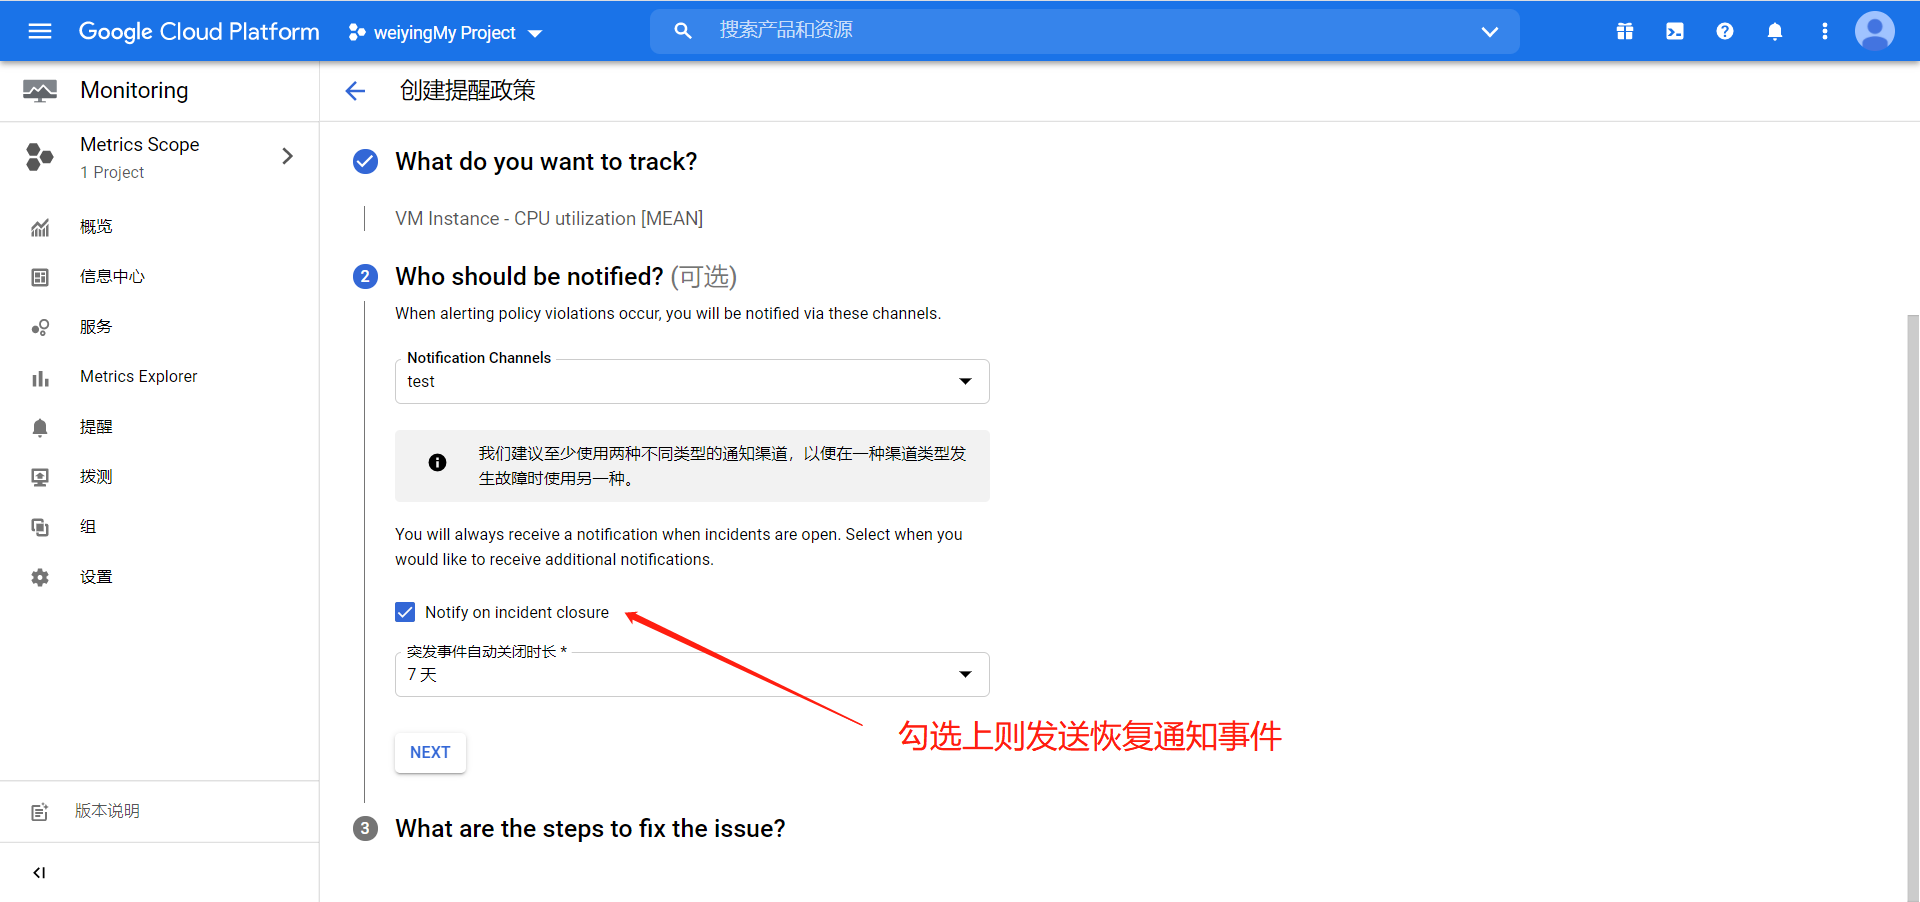 Google Cloud Platform
weiyingMy Project
搜索产品和资源
Monitoring
创建提醒政策
Metrics Scope
1 Project
概览
信息中心
服务
Metrics Explorer
提醒
拨测
组
设置
版本说明
What do you want to track?
VM Instance - CPU utilization [MEAN]
2
Who should be notified? (可选)
When alerting policy violations occur, you will be notified via these channels.
Notification Channels
test
我们建议至少使用两种不同类型的通知渠道，以便在一种渠道类型发
生故障时使用另一种。
You will always receive a notification when incidents are open. Select when you
would like to receive additional notifications.
Notify on incident closure
突发事件自动关闭时长 *
7 天
勾选上则发送恢复通知事件
NEXT
3
What are the steps to fix the issue?